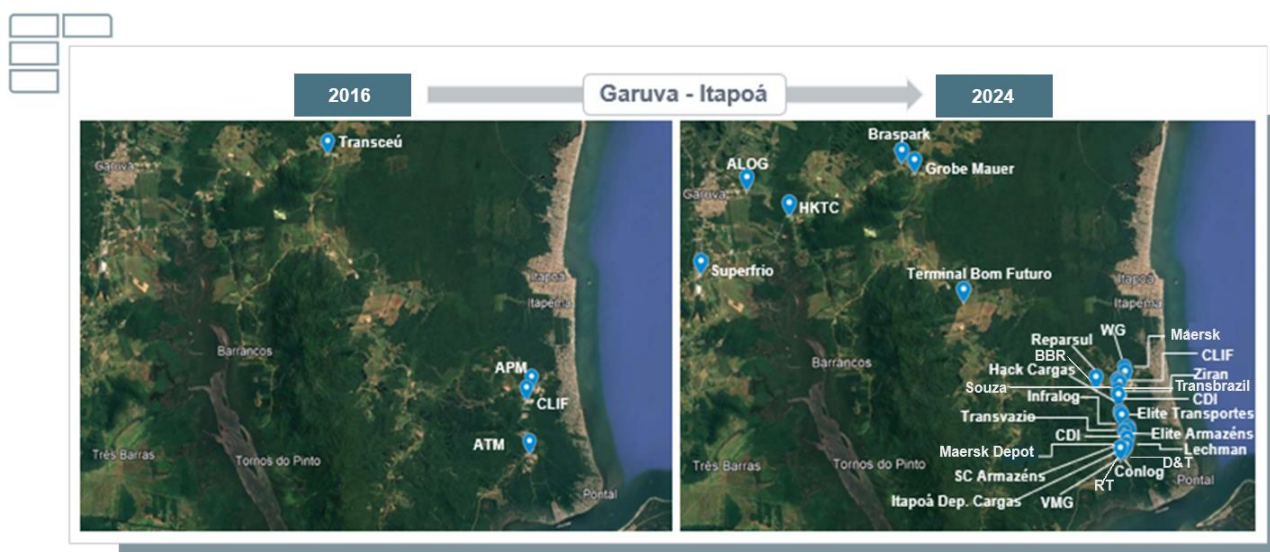 2016
Garuva - Itapoá
2024
Transceú
Garuva
Itapoá
Itapema
Barrancos
APM
CLIF
ATM
Três Barras
Tornos do Pinto
Pontal
Braspark
ALOG
Grobe Mauer
Garuva
HKTC
Superfrio
Terminal Bom Futuro
Itapoá
Itapema
WG
Maersk
Reparsul
BBR
CLIF
Barrancos
Hack Cargas
Ziran
Souza
Transbrazil
Infralog
CDI
Transvazio
Elite Transportes
CDI
Elite Armazéns
Maersk Depot
Lechman
Três Barras
Tornos do Pinto
D&T
SC Armazéns
Conlog
Pontal
RT
Itapoá Dep. Cargas
VMG